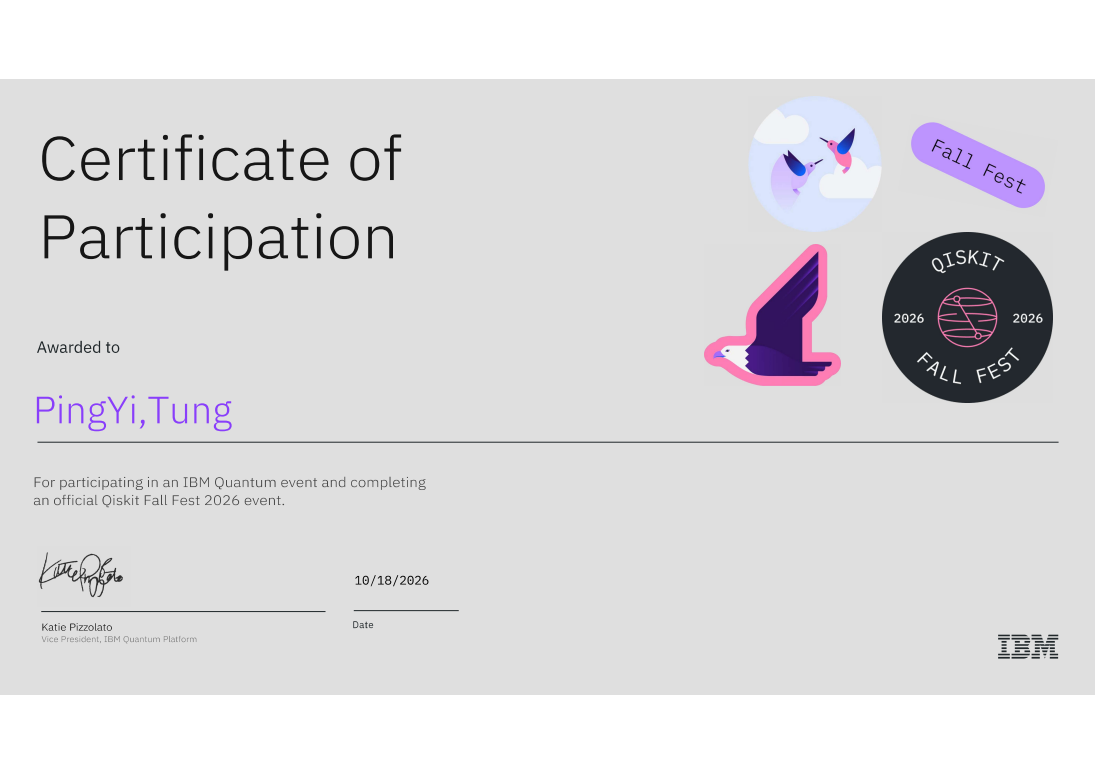 Certificate of
Participation
Fall Fest
QISKIT
2026 2026
FALL FEST
Awarded to
PingYi,Tung
For participating in an IBM Quantum event and completing
an official Qiskit Fall Fest 2026 event.
10/18/2026
Katie Pizzolato
Vice President, IBM Quantum Platform
Date
IBM